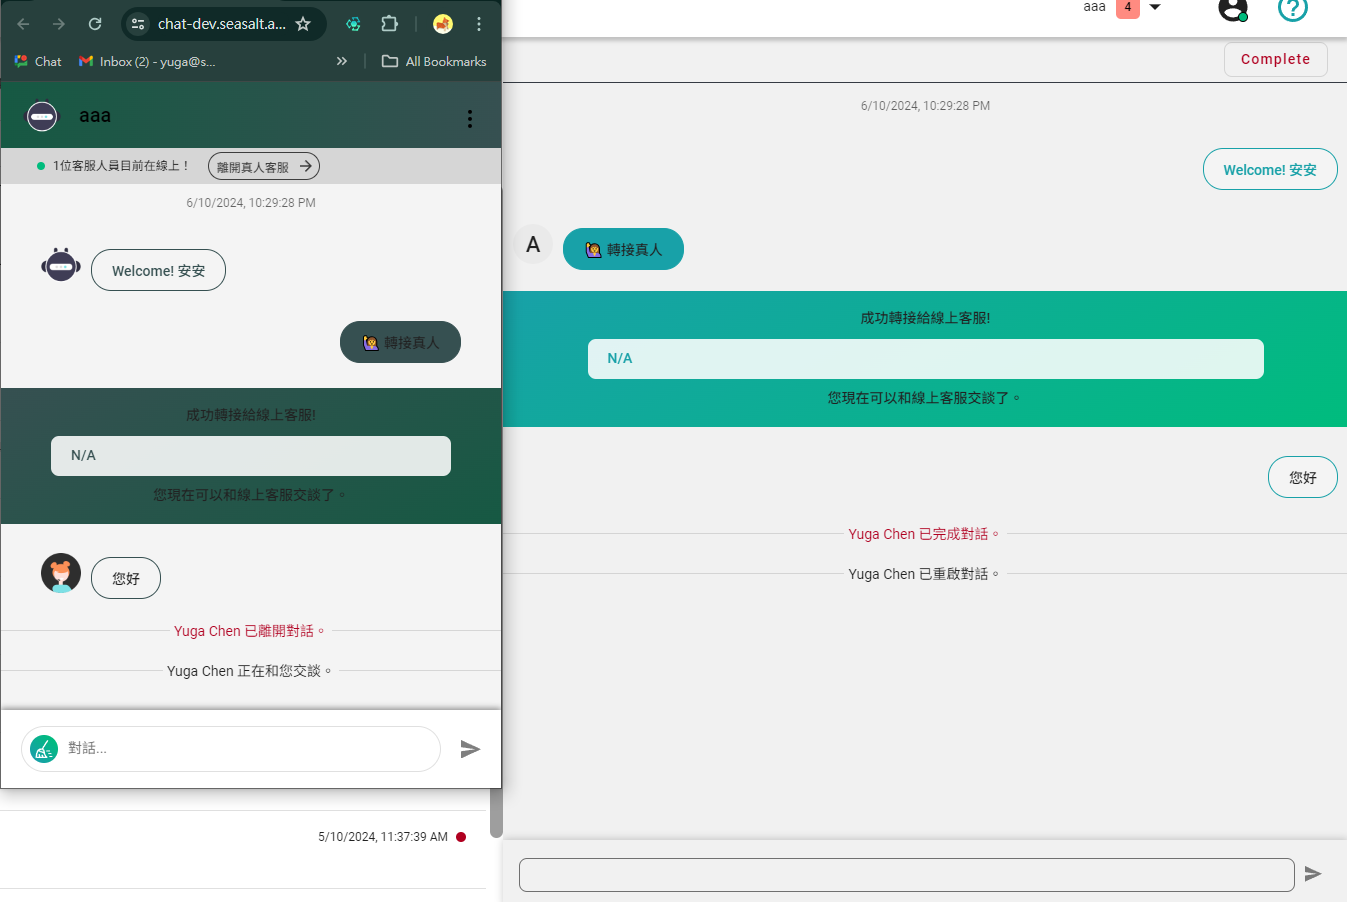 chat-dev.seasalt.a...
Chat
Inbox (2) - yuga@s...
All Bookmarks
aaa
1位客服人員目前在線上！
離開真人客服
6/10/2024, 10:29:28 PM
Welcome! 安安
轉接真人
成功轉接給線上客服!
N/A
您現在可以和線上客服交談了。
您好
Yuga Chen 已離開對話。
Yuga Chen 正在和您交談。
對話...
5/10/2024, 11:37:39 AM
aaa
4
Complete
6/10/2024, 10:29:28 PM
Welcome! 安安
A
轉接真人
成功轉接給線上客服!
N/A
您現在可以和線上客服交談了。
您好
Yuga Chen 已完成對話。
Yuga Chen 已重啟對話。